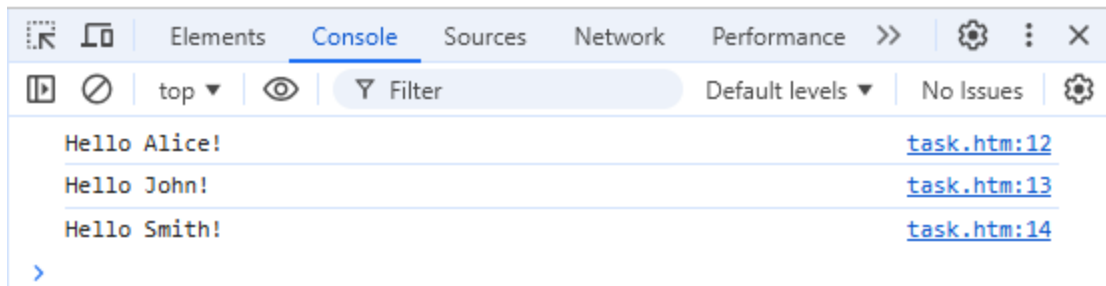 Elements Console Sources Network Performance
top Filter Default levels No Issues
Hello Alice! task.htm:12
Hello John! task.htm:13
Hello Smith! task.htm:14